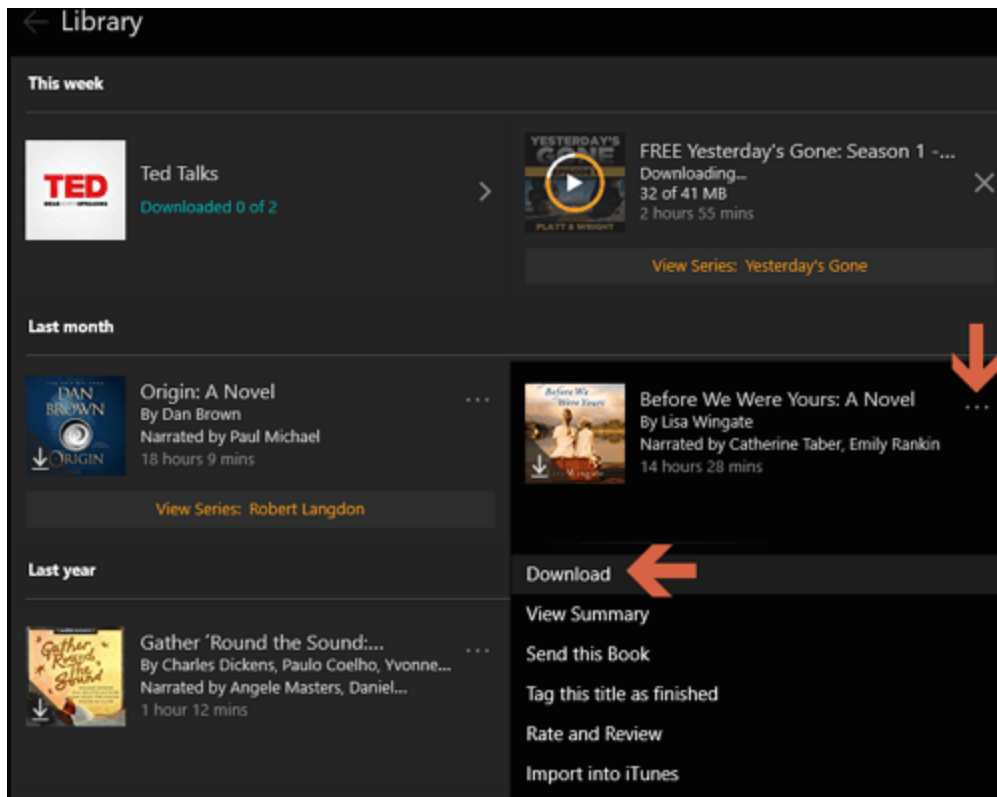 Library
This week
TED
Ted Talks
Downloaded 0 of 2
YESTERDAY'S
GONE
PLATT & WRIGHT
FREE Yesterday's Gone: Season 1 -...
Downloading...
32 of 41 MB
2 hours 55 mins
View Series: Yesterday's Gone
Last month
DAN
BROWN
ORIGIN
Origin: A Novel
By Dan Brown
Narrated by Paul Michael
18 hours 9 mins
...
View Series: Robert Langdon
Before We
Were Yours
Wingate
Before We Were Yours: A Novel
By Lisa Wingate
Narrated by Catherine Taber, Emily Rankin
14 hours 28 mins
...
Last year
Gather
'Round
The
Sound
Gather 'Round the Sound:...
By Charles Dickens, Paulo Coelho, Yvonne...
Narrated by Angele Masters, Daniel...
1 hour 12 mins
...
Download
View Summary
Send this Book
Tag this title as finished
Rate and Review
Import into iTunes